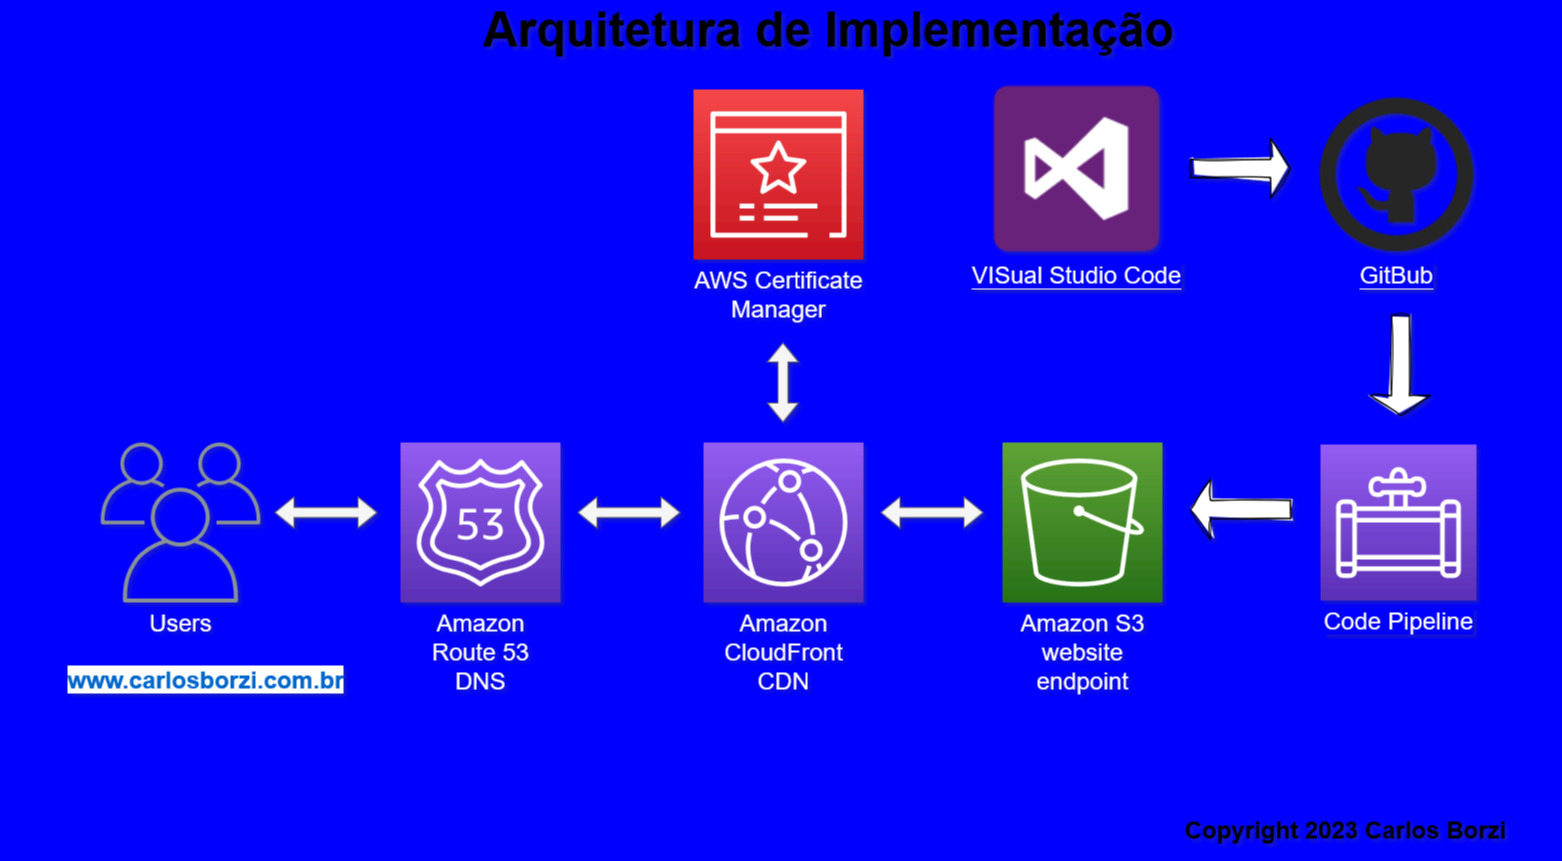 Arquitetura de Implementação
AWS Certificate
Manager
VISual Studio Code
GitBub
53
Users
www.carlosborzi.com.br
Amazon
Route 53
DNS
Amazon
CloudFront
CDN
Amazon S3
website
endpoint
Code Pipeline
Copyright 2023 Carlos Borzi